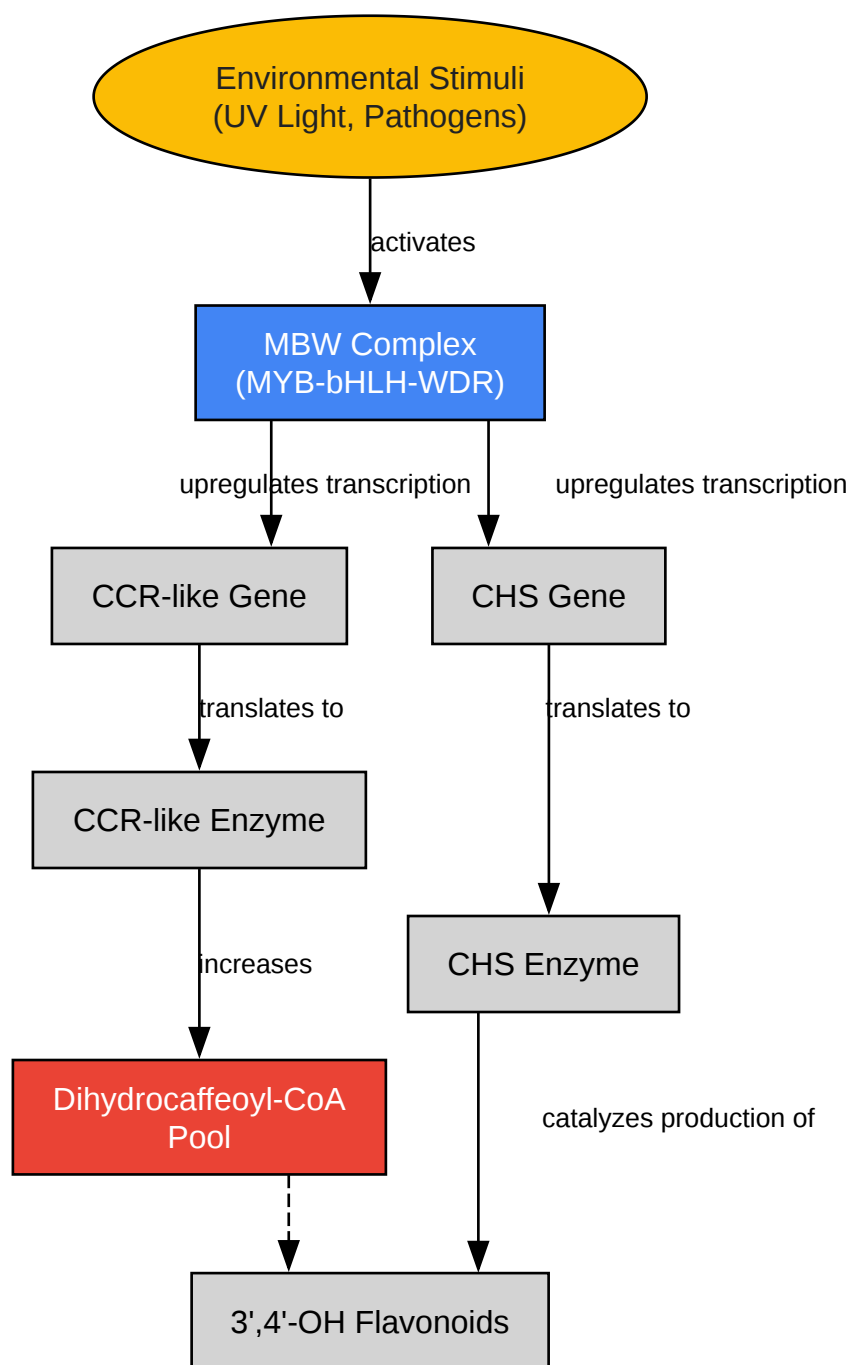 Environmental Stimuli
(UV Light, Pathogens)
activates
MBW Complex
(MYB-bHLH-WDR)
upregulates transcription
upregulates transcription
CCR-like Gene
CHS Gene
translates to
translates to
CCR-like Enzyme
CHS Enzyme
increases
Dihydrocaffeoyl-CoA
Pool
catalyzes production of
3',4'-OH Flavonoids